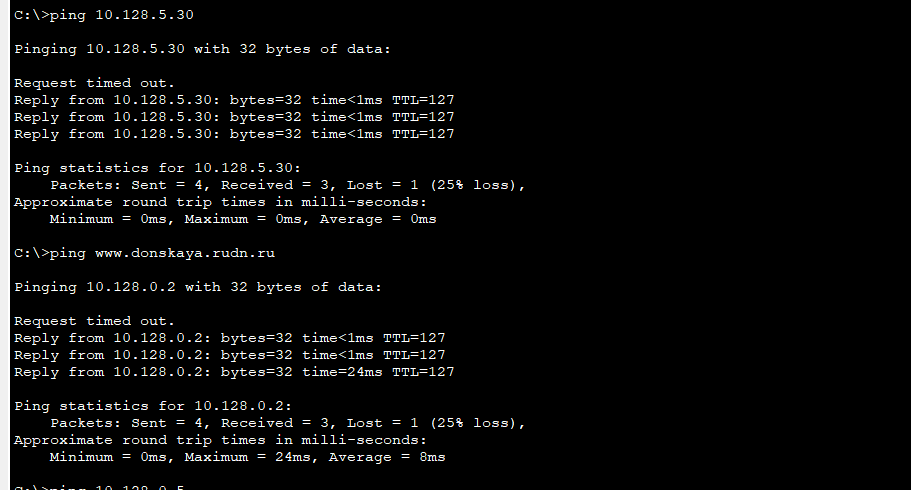 C:\>ping 10.128.5.30
Pinging 10.128.5.30 with 32 bytes of data:
Request timed out.
Reply from 10.128.5.30: bytes=32 time<1ms TTL=127
Reply from 10.128.5.30: bytes=32 time<1ms TTL=127
Reply from 10.128.5.30: bytes=32 time<1ms TTL=127
Ping statistics for 10.128.5.30:
Packets: Sent = 4, Received = 3, Lost = 1 (25% loss),
Approximate round trip times in milli-seconds:
Minimum = 0ms, Maximum = 0ms, Average = 0ms
C:\>ping www.donskaya.rudn.ru
Pinging 10.128.0.2 with 32 bytes of data:
Request timed out.
Reply from 10.128.0.2: bytes=32 time<1ms TTL=127
Reply from 10.128.0.2: bytes=32 time<1ms TTL=127
Reply from 10.128.0.2: bytes=32 time=24ms TTL=127
Ping statistics for 10.128.0.2:
Packets: Sent = 4, Received = 3, Lost = 1 (25% loss),
Approximate round trip times in milli-seconds:
Minimum = 0ms, Maximum = 24ms, Average = 8ms
C:\>ping 10.128.0.5